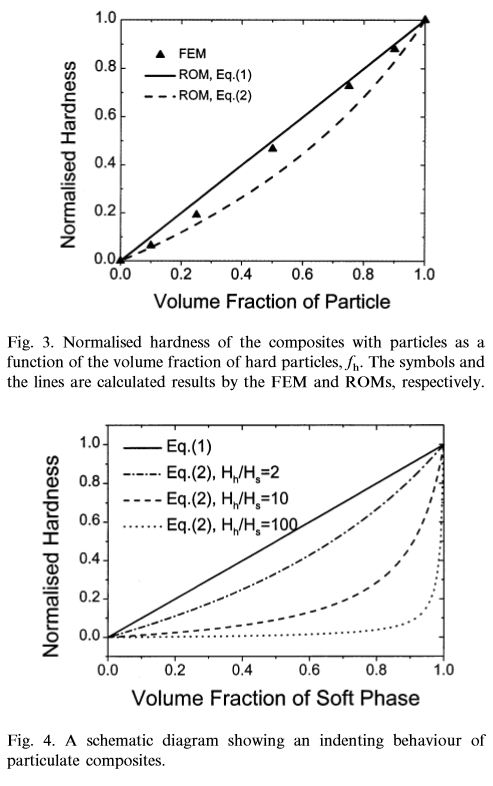 1.0
0.8
0.6
0.4
0.2
0.0
Normalised Hardness
FEM
ROM, Eq.(1)
ROM, Eq.(2)
0.0 0.2 0.4 0.6 0.8 1.0
Volume Fraction of Particle
Fig. 3. Normalised hardness of the composites with particles as a
function of the volume fraction of hard particles, fh. The symbols and
the lines are calculated results by the FEM and ROMs, respectively.
1.0
0.8
0.6
0.4
0.2
0.0
Normalised Hardness
Eq.(1)
Eq.(2), Hh/Hs=2
Eq.(2), Hh/Hs=10
Eq.(2), Hh/Hs=100
0.0 0.2 0.4 0.6 0.8 1.0
Volume Fraction of Soft Phase
Fig. 4. A schematic diagram showing an indenting behaviour of
particulate composites.